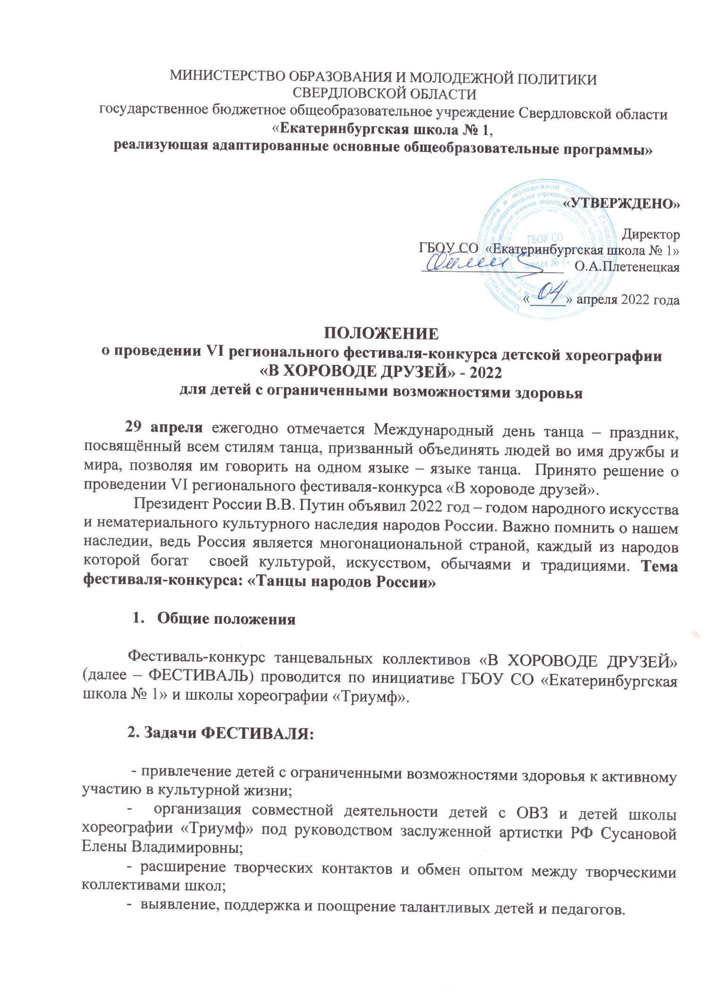 МИНИСТЕРСТВО ОБРАЗОВАНИЯ И МОЛОДЕЖНОЙ ПОЛИТИКИ
СВЕРДЛОВСКОЙ ОБЛАСТИ
государственное бюджетное общеобразовательное учреждение Свердловской области
«Екатеринбургская школа № 1,
реализующая адаптированные основные общеобразовательные программы»
«УТВЕРЖДЕНО»
Директор
ГБОУ СО «Екатеринбургская школа № 1»
О.А.Плетенецкая
«04» апреля 2022 года
ГБОУ СО
школа № 1»
ПОЛОЖЕНИЕ
о проведении VI регионального фестиваля-конкурса детской хореографии
«В ХОРОВОДЕ ДРУЗЕЙ» - 2022
для детей с ограниченными возможностями здоровья
29 апреля ежегодно отмечается Международный день танца – праздник,
посвящённый всем стилям танца, призванный объединять людей во имя дружбы и
мира, позволяя им говорить на одном языке – языке танца. Принято решение о
проведении VI регионального фестиваля-конкурса «В хороводе друзей».
Президент России В.В. Путин объявил 2022 год – годом народного искусства
и нематериального культурного наследия народов России. Важно помнить о нашем
наследии, ведь Россия является многонациональной страной, каждый из народов
которой богат своей культурой, искусством, обычаями и традициями. Тема
фестиваля-конкурса: «Танцы народов России»
1. Общие положения
Фестиваль-конкурс танцевальных коллективов «В ХОРОВОДЕ ДРУЗЕЙ»
(далее – ФЕСТИВАЛЬ) проводится по инициативе ГБОУ СО «Екатеринбургская
школа № 1» и школы хореографии «Триумф».
2. Задачи ФЕСТИВАЛЯ:
- привлечение детей с ограниченными возможностями здоровья к активному
участию в культурной жизни;
- организация совместной деятельности детей с ОВЗ и детей школы
хореографии «Триумф» под руководством заслуженной артистки РФ Сусановой
Елены Владимировны;
- расширение творческих контактов и обмен опытом между творческими
коллективами школ;
- выявление, поддержка и поощрение талантливых детей и педагогов.